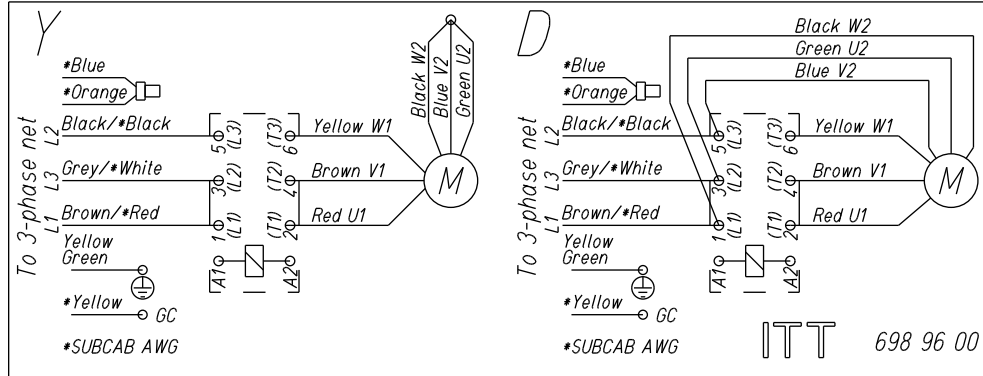 Y
To 3-phase net
*Blue
*Orange
L2 Black/*Black
L3 Grey/*White
L1 Brown/*Red
Yellow
Green
*Yellow
GC
*SUBCAB AWG
5 (L3) (T3) 6
3 (L2) (T2) 4
1 (L1) (T1) 2
A1 A2
Yellow W1
Brown V1
Red U1
Black W2
Blue V2
Green U2
M
D
To 3-phase net
*Blue
*Orange
L2 Black/*Black
L3 Grey/*White
L1 Brown/*Red
Yellow
Green
*Yellow
GC
*SUBCAB AWG
5 (L3) (T3) 6
3 (L2) (T2) 4
1 (L1) (T1) 2
A1 A2
Black W2
Green U2
Blue V2
Yellow W1
Brown V1
Red U1
M
ITT
698 96 00